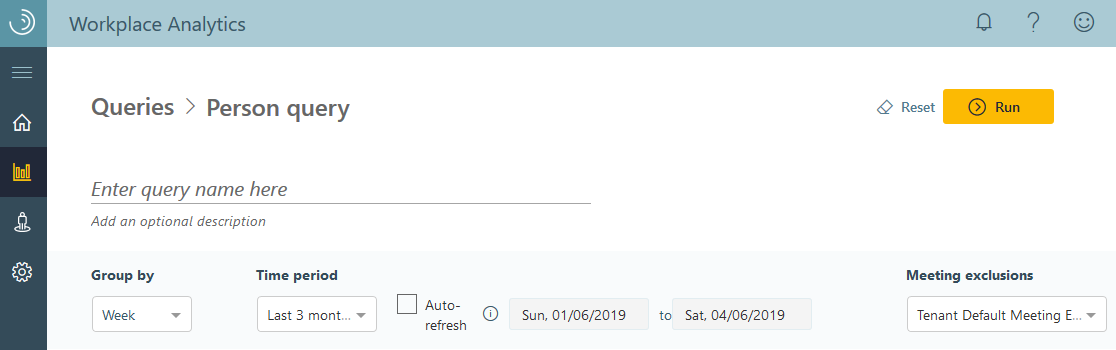 Workplace Analytics
Queries > Person query
Reset
Run
Enter query name here
Add an optional description
Group by
Time period
Meeting exclusions
Week
Last 3 mont...
Auto-
refresh
Sun, 01/06/2019
to
Sat, 04/06/2019
Tenant Default Meeting E...